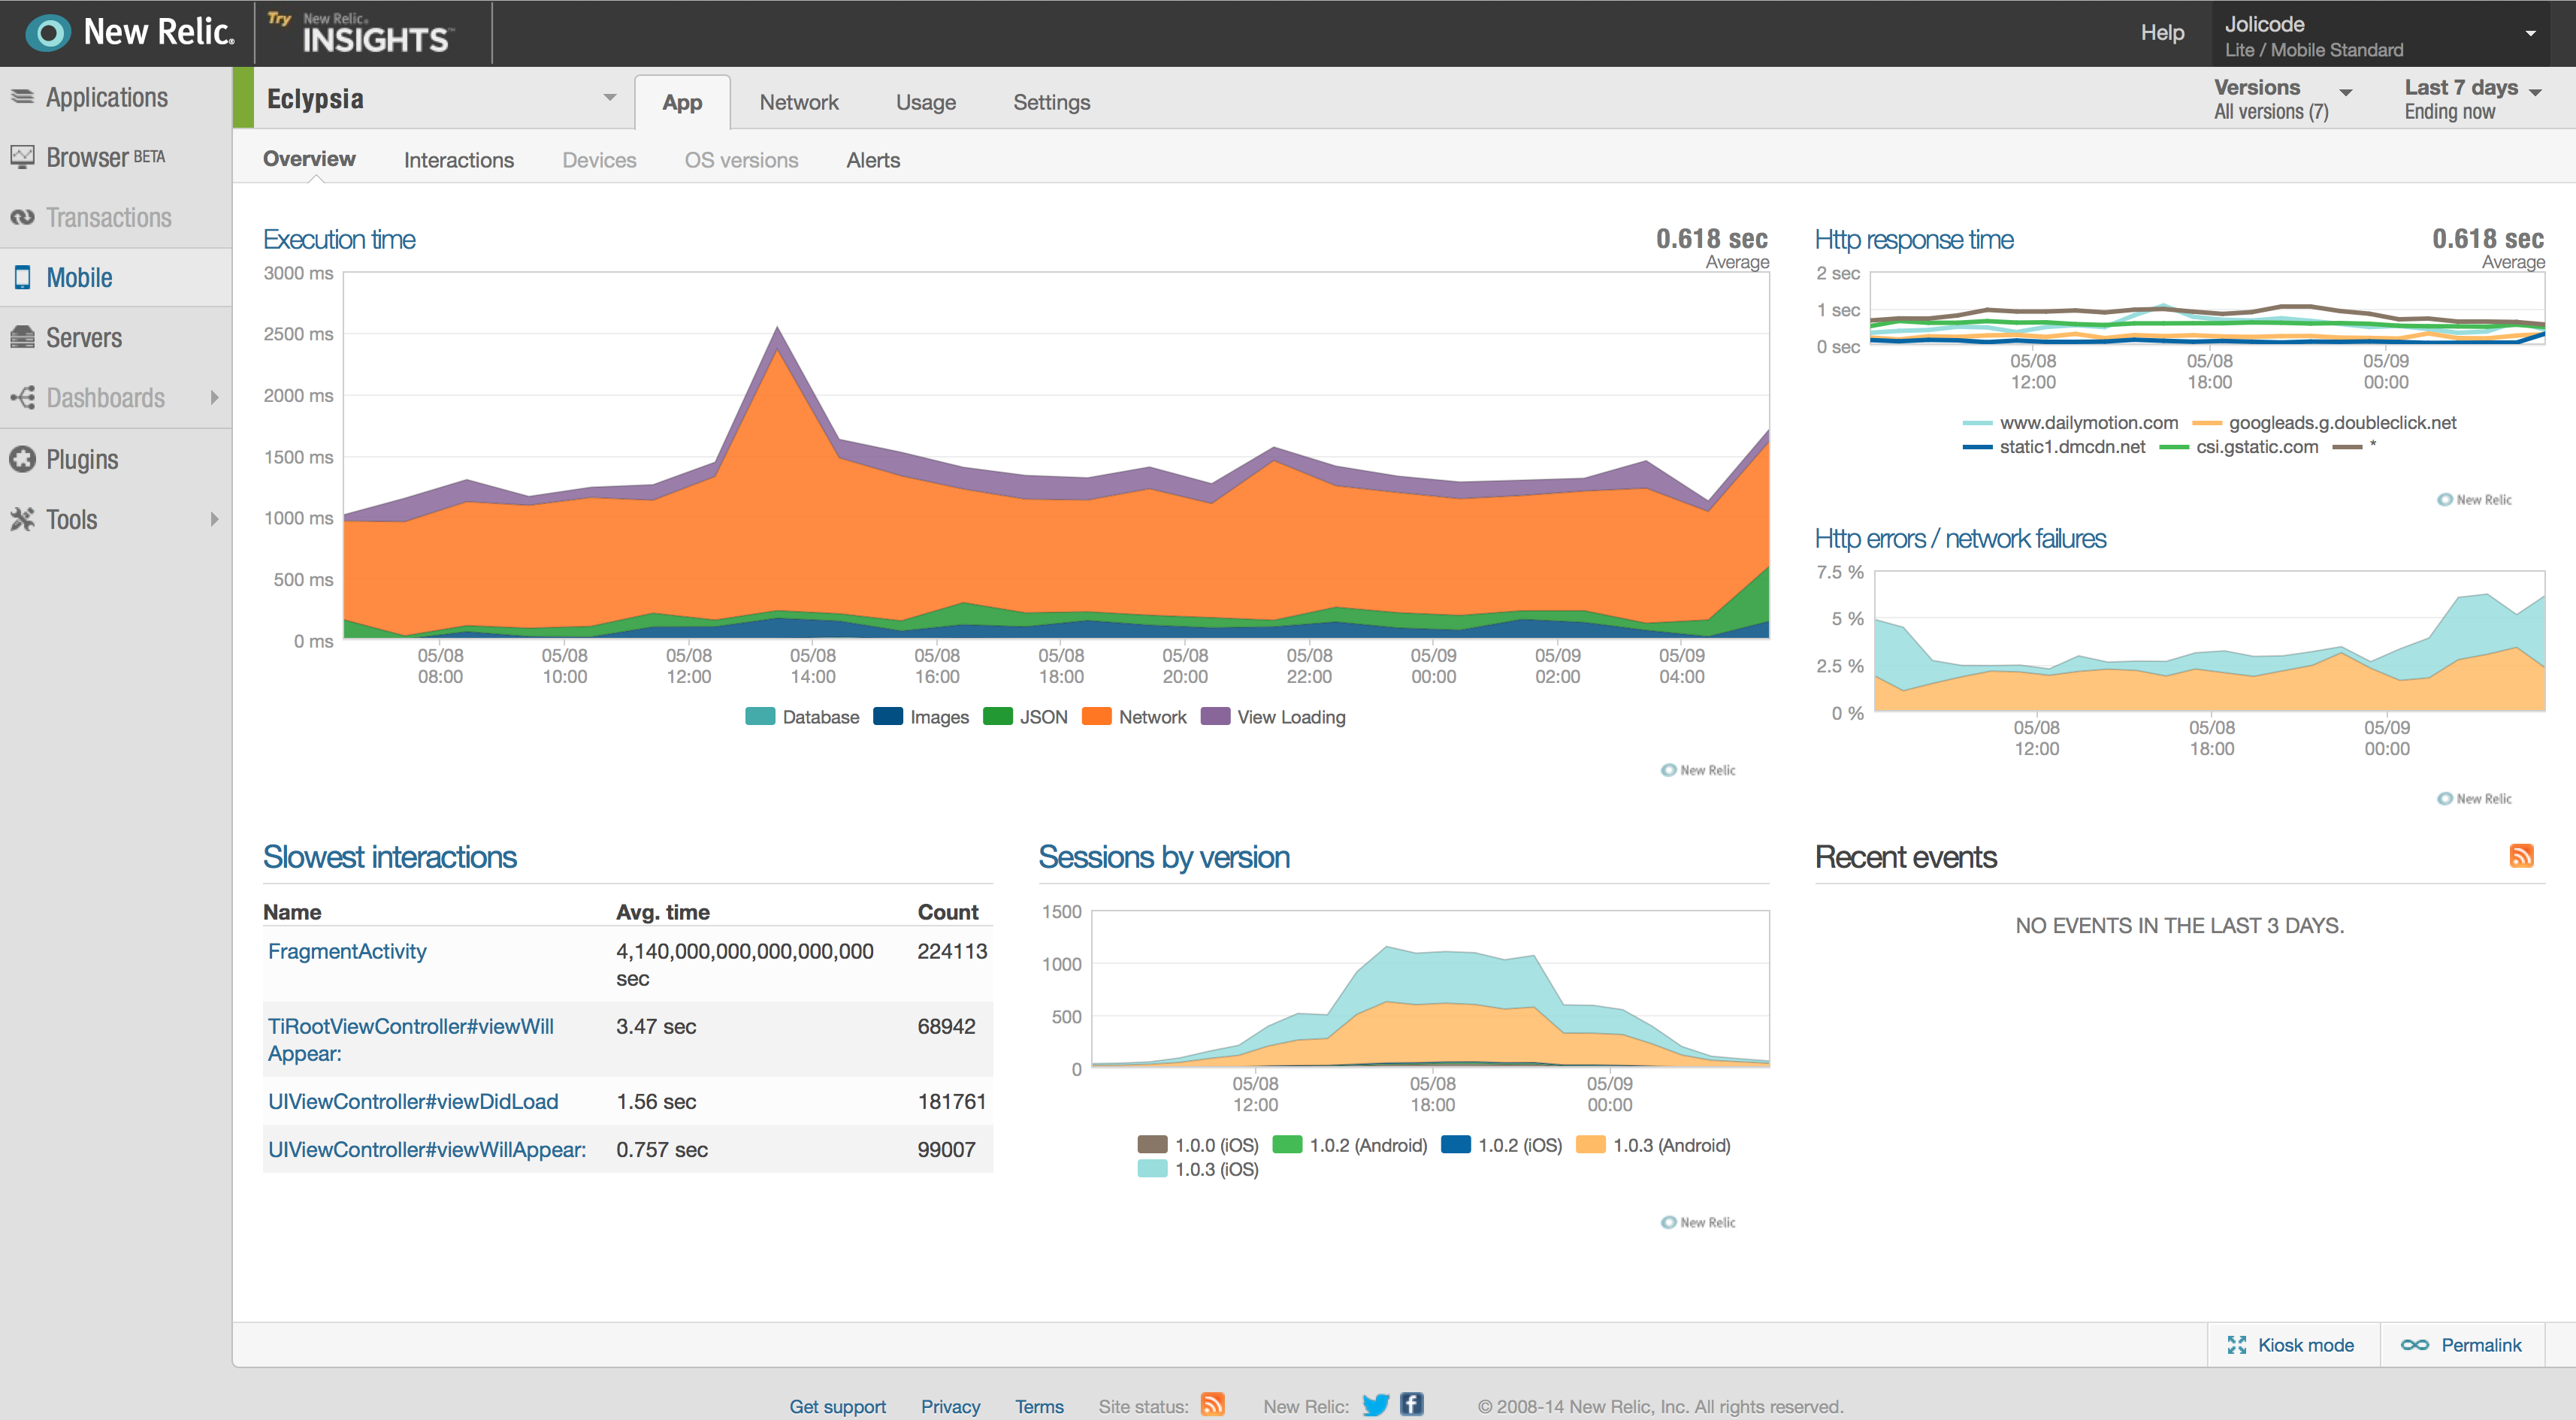 New Relic.
Try New Relic. INSIGHTS™
Help
Jolicode
Lite / Mobile Standard
Applications
Browser BETA
Transactions
Mobile
Servers
Dashboards
Plugins
Tools
Eclypsia
App
Network
Usage
Settings
Versions
All versions (7)
Last 7 days
Ending now
Overview
Interactions
Devices
OS versions
Alerts
Execution time
0.618 sec
Average
3000 ms
2500 ms
2000 ms
1500 ms
1000 ms
500 ms
0 ms
05/08 05/08 05/08 05/08 05/08 05/08 05/08 05/08 05/09 05/09 05/09
08:00 10:00 12:00 14:00 16:00 18:00 20:00 22:00 00:00 02:00 04:00
Database Images JSON Network View Loading
New Relic
Http response time
0.618 sec
Average
2 sec
1 sec
0 sec
05/08 05/08 05/09
12:00 18:00 00:00
www.dailymotion.com googleads.g.doubleclick.net
static1.dmcdn.net csi.gstatic.com *
New Relic
Http errors / network failures
7.5 %
5 %
2.5 %
0 %
05/08 05/08 05/09
12:00 18:00 00:00
New Relic
Slowest interactions
Name Avg. time Count
FragmentActivity 4,140,000,000,000,000,000 224113
sec
TiRootViewController#viewWill 3.47 sec 68942
Appear:
UIViewController#viewDidLoad 1.56 sec 181761
UIViewController#viewWillAppear: 0.757 sec 99007
Sessions by version
1500
1000
500
0
05/08 05/08 05/09
12:00 18:00 00:00
1.0.0 (iOS) 1.0.2 (Android) 1.0.2 (iOS) 1.0.3 (Android)
1.0.3 (iOS)
New Relic
Recent events
NO EVENTS IN THE LAST 3 DAYS.
Kiosk mode
Permalink
Get support Privacy Terms Site status: New Relic: f © 2008-14 New Relic, Inc. All rights reserved.